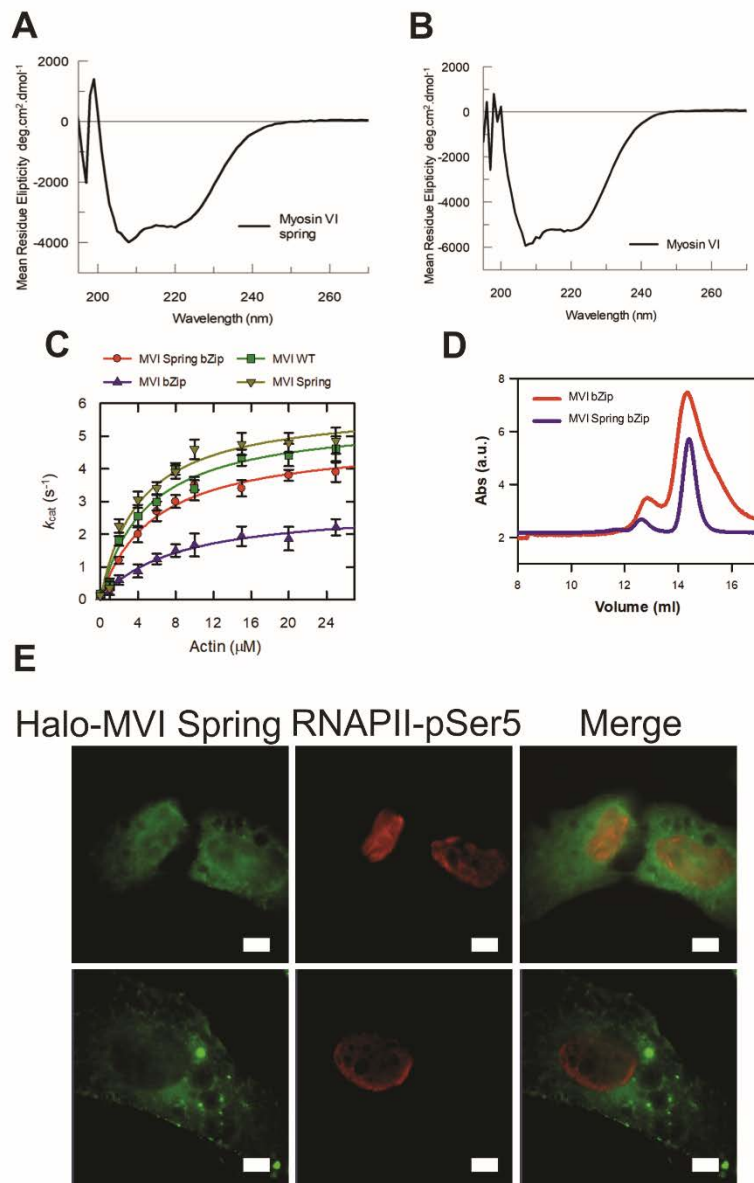 A
2000
0
-2000
-4000
Mean Residue Elipticity deg.cm².dmol⁻¹
Myosin VI
spring
200
220
240
260
Wavelength (nm)
B
2000
0
-2000
-4000
-6000
Mean Residue Elipticity deg.cm².dmol⁻¹
Myosin VI
200
220
240
260
Wavelength (nm)
C
MVI Spring bZip
MVI WT
MVI bZip
MVI Spring
6
5
4
3
2
1
0
kcat (s⁻¹)
0
4
8
12
16
20
24
Actin (μM)
D
MVI bZip
MVI Spring bZip
8
6
4
2
Abs (a.u.)
8
10
12
14
16
Volume (ml)
E
Halo-MVI Spring RNAPII-pSer5 Merge